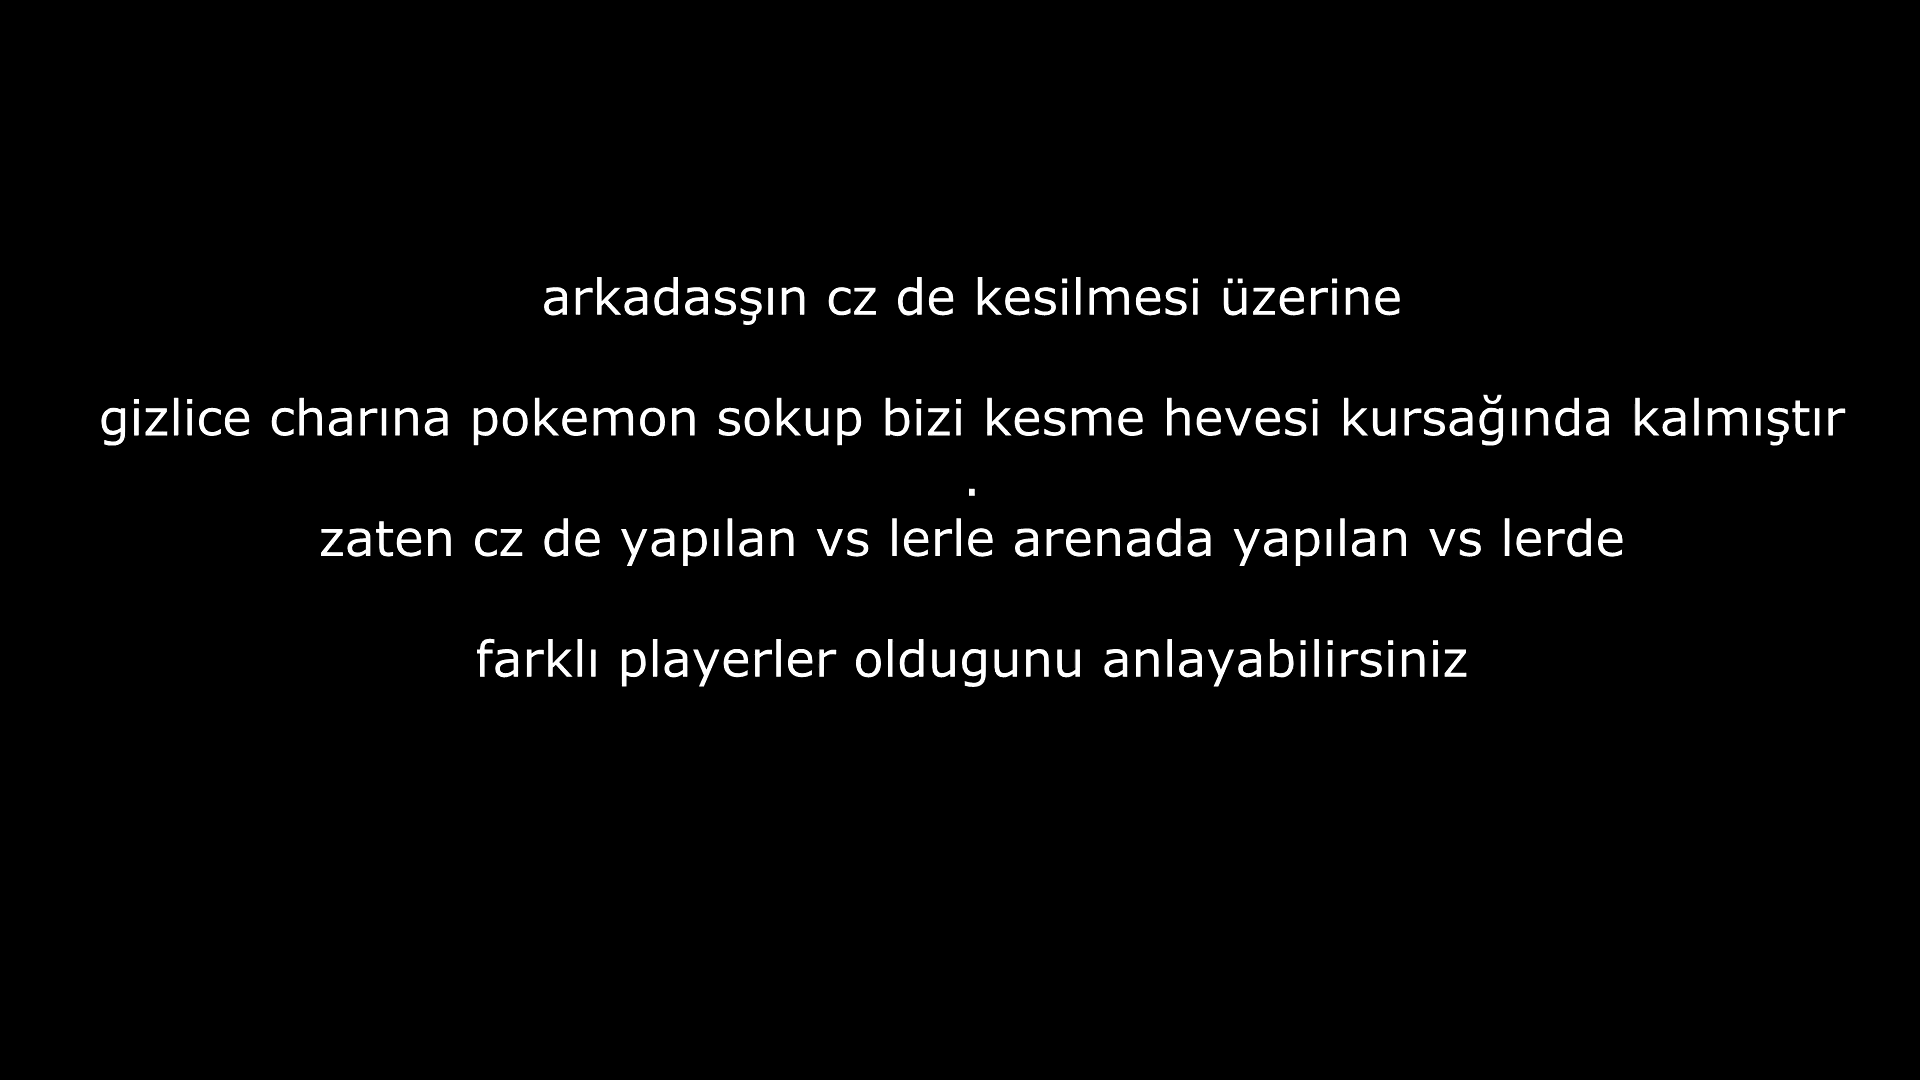 arkadasşın cz de kesilmesi üzerine
gizlice charına pokemon sokup bizi kesme hevesi kursağında kalmıştır
.
zaten cz de yapılan vs lerle arenada yapılan vs lerde
farklı playerler oldugunu anlayabilirsiniz